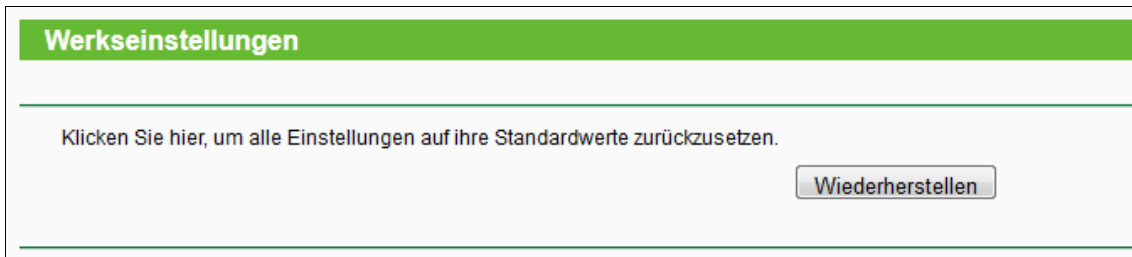 Werkseinstellungen
Klicken Sie hier, um alle Einstellungen auf ihre Standardwerte zurückzusetzen.
Wiederherstellen